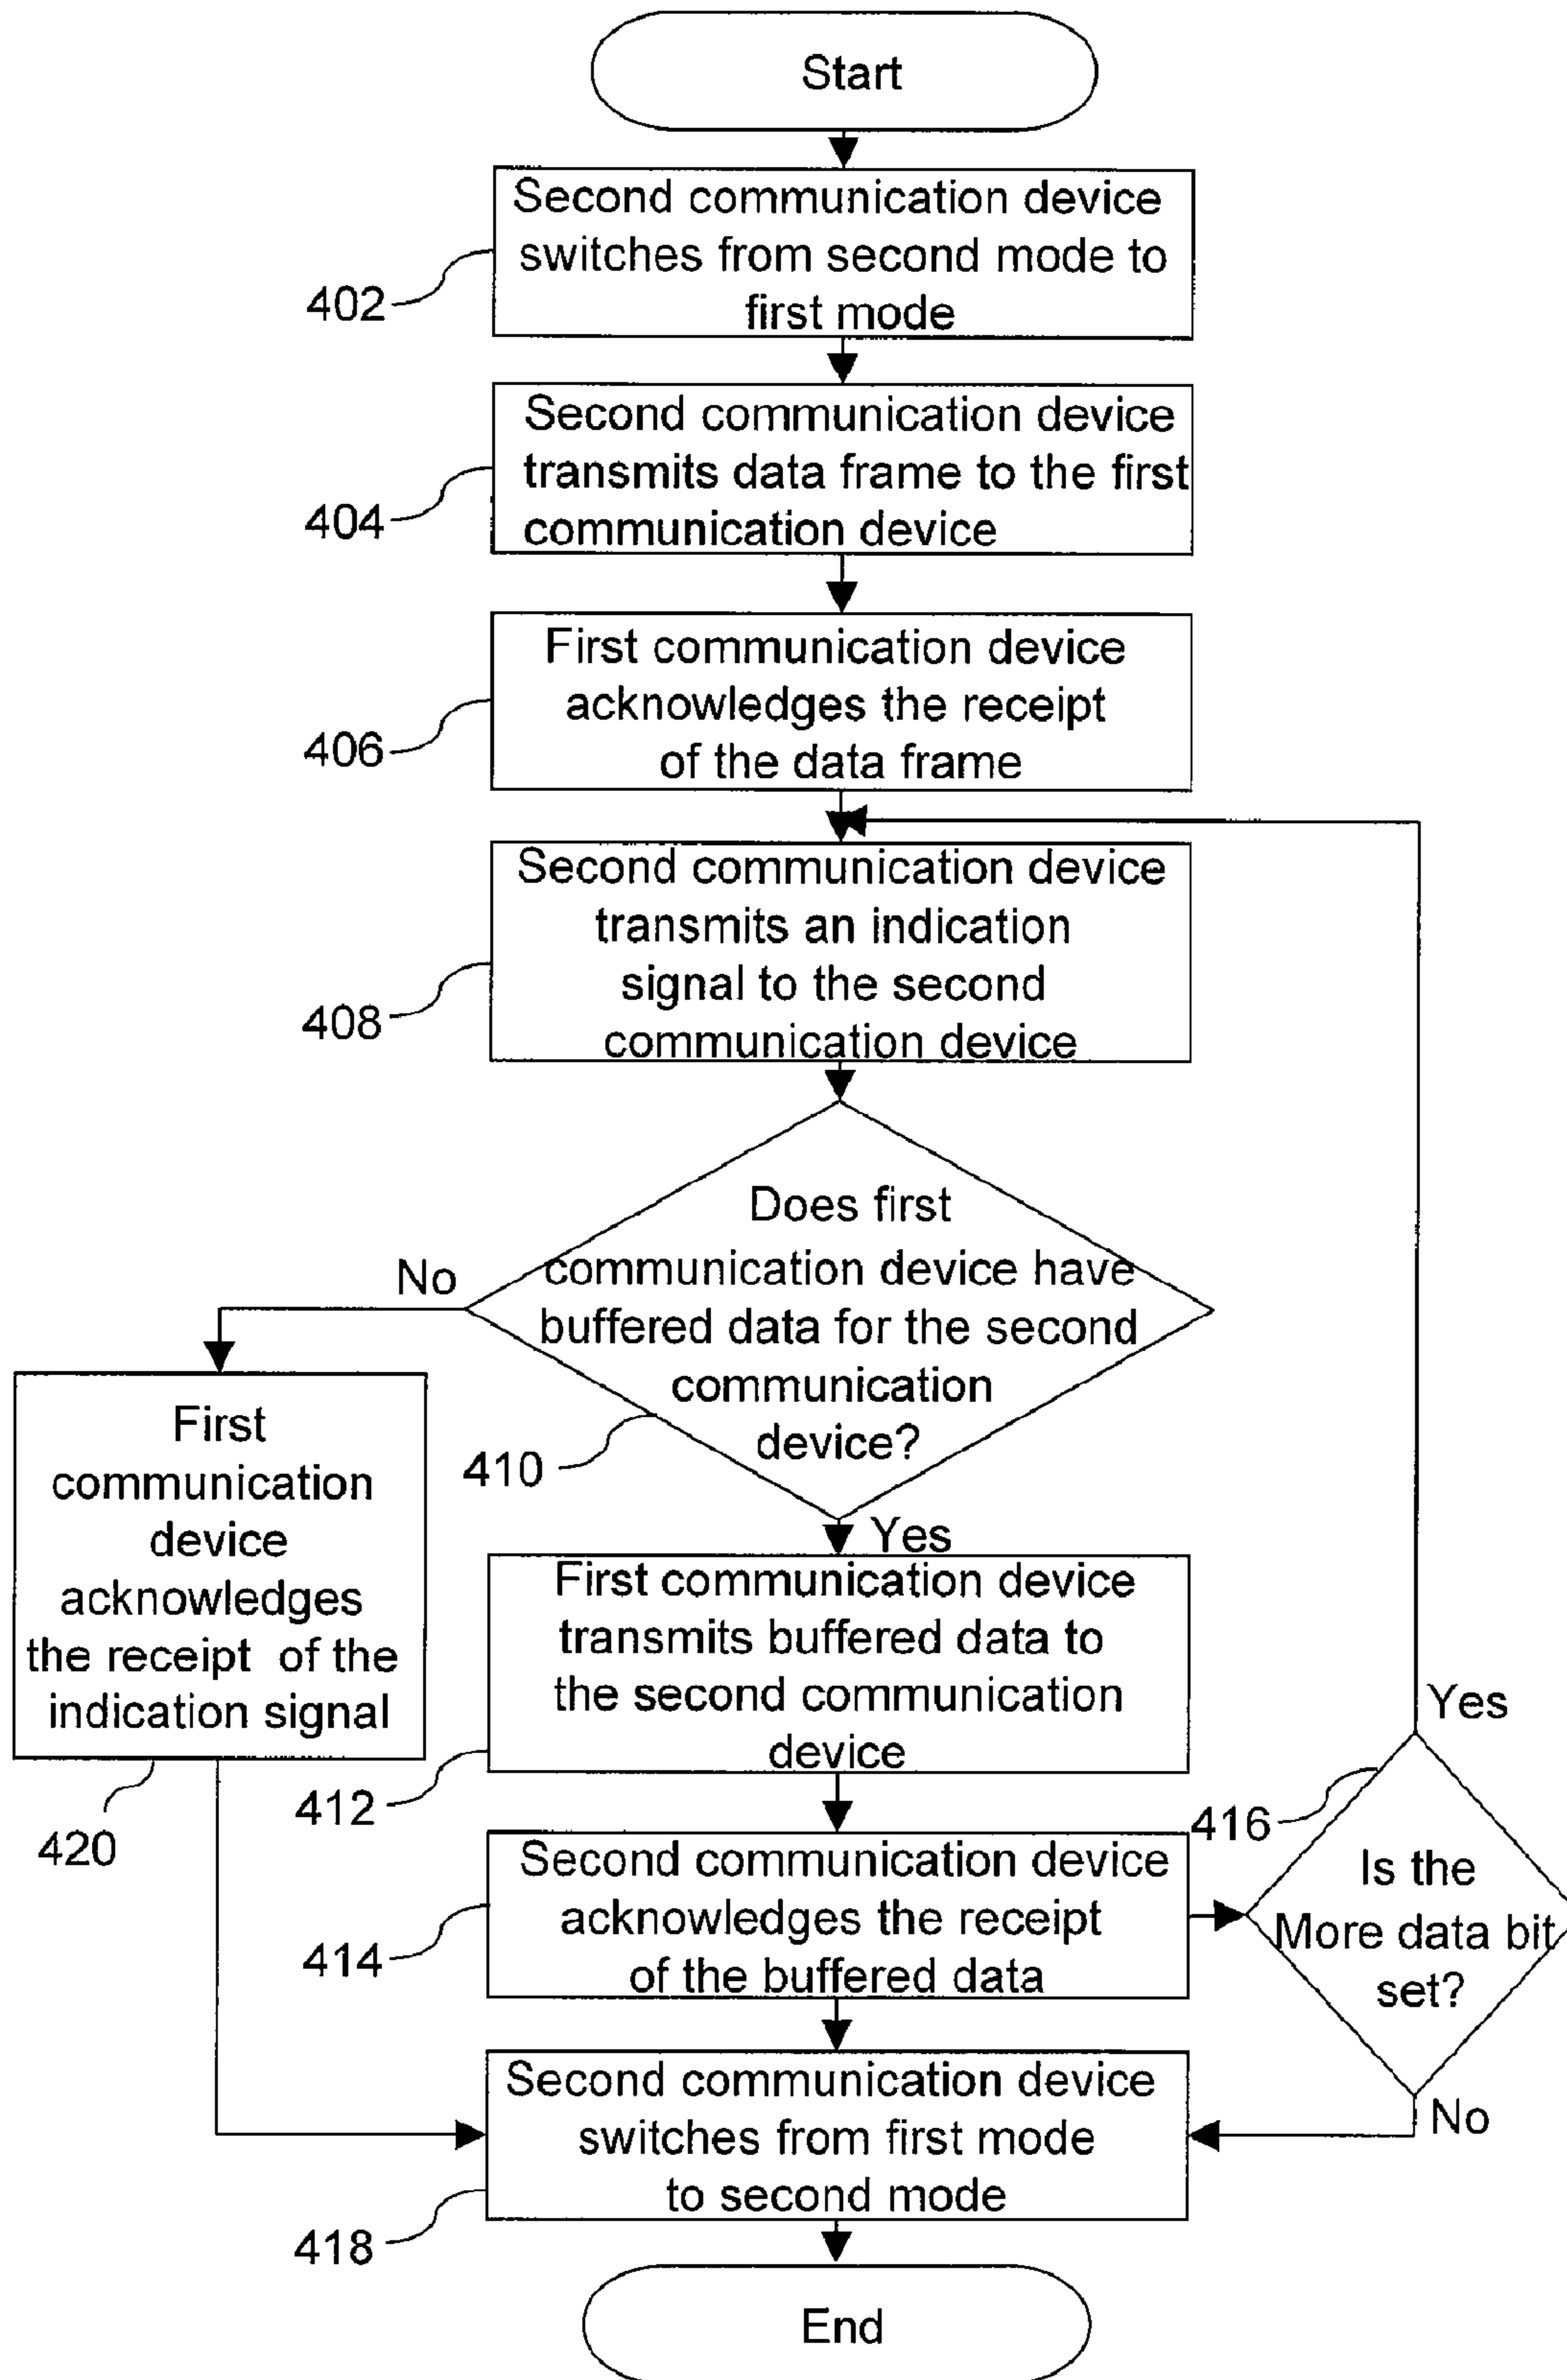 Start
Second communication device
switches from second mode to
first mode
402
Second communication device
transmits data frame to the first
communication device
404
First communication device
acknowledges the receipt
of the data frame
406
Second communication device
transmits an indication
signal to the second
communication device
408
Does first
communication device have
buffered data for the second
communication
device?
410
No
Yes
First
communication
device
acknowledges
the receipt of the
indication signal
420
First communication device
transmits buffered data to
the second communication
device
412
Second communication device
acknowledges the receipt
of the buffered data
414
Yes
416
Is the
More data bit
set?
No
Second communication device
switches from first mode
to second mode
418
End